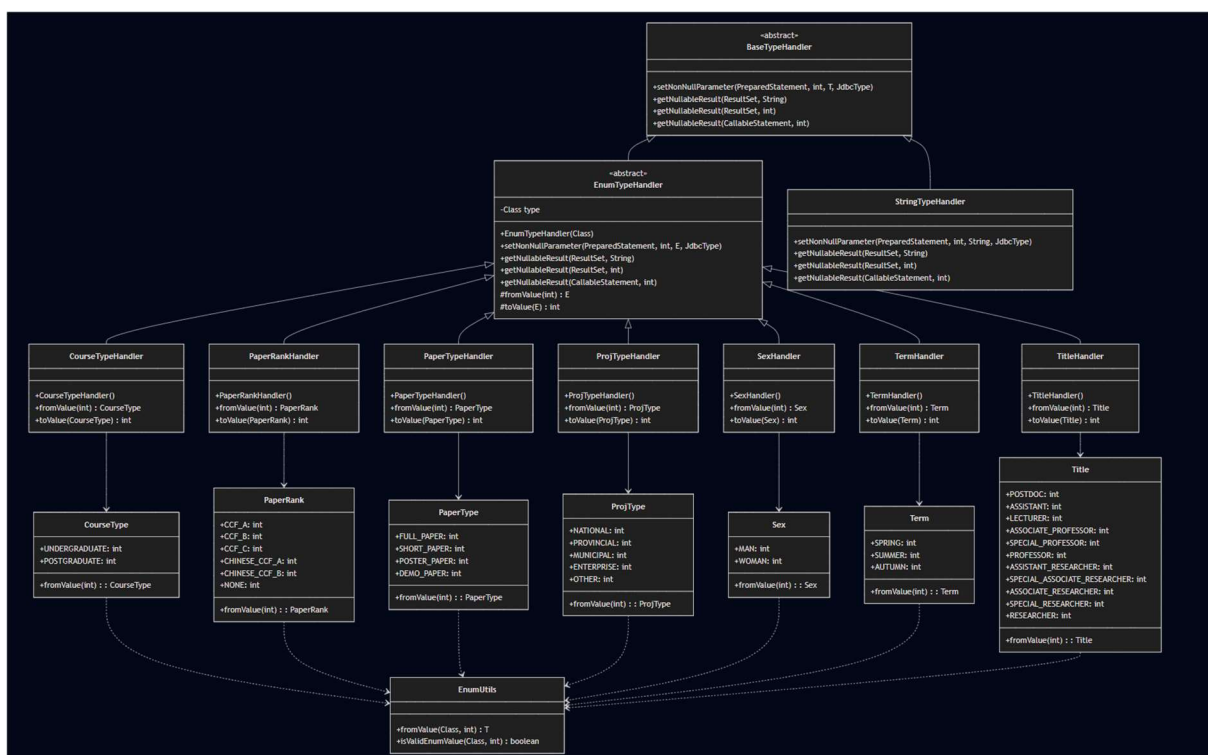 «abstract»
BaseTypeHandler
+setNonNullParameter(PreparedStatement, int, T, JdbcType)
+getNullableResult(ResultSet, String)
+getNullableResult(ResultSet, int)
+getNullableResult(CallableStatement, int)
«abstract»
EnumTypeHandler
-Class type
+EnumTypeHandler(Class)
+setNonNullParameter(PreparedStatement, int, E, JdbcType)
+getNullableResult(ResultSet, String)
+getNullableResult(ResultSet, int)
+getNullableResult(CallableStatement, int)
#fromValue(int) : E
#toValue(E) : int
StringTypeHandler
+setNonNullParameter(PreparedStatement, int, String, JdbcType)
+getNullableResult(ResultSet, String)
+getNullableResult(ResultSet, int)
+getNullableResult(CallableStatement, int)
CourseTypeHandler
+CourseTypeHandler()
+fromValue(int) : CourseType
+toValue(CourseType) : int
PaperRankHandler
+PaperRankHandler()
+fromValue(int) : PaperRank
+toValue(PaperRank) : int
PaperTypeHandler
+PaperTypeHandler()
+fromValue(int) : PaperType
+toValue(PaperType) : int
ProjTypeHandler
+ProjTypeHandler()
+fromValue(int) : ProjType
+toValue(ProjType) : int
SexHandler
+SexHandler()
+fromValue(int) : Sex
+toValue(Sex) : int
TermHandler
+TermHandler()
+fromValue(int) : Term
+toValue(Term) : int
TitleHandler
+TitleHandler()
+fromValue(int) : Title
+toValue(Title) : int
CourseType
+UNDERGRADUATE: int
+POSTGRADUATE: int
+fromValue(int) : : CourseType
PaperRank
+CCF_A: int
+CCF_B: int
+CCF_C: int
+CHINESE_CCF_A: int
+CHINESE_CCF_B: int
+NONE: int
+fromValue(int) : : PaperRank
PaperType
+FULL_PAPER: int
+SHORT_PAPER: int
+POSTER_PAPER: int
+DEMO_PAPER: int
+fromValue(int) : : PaperType
ProjType
+NATIONAL: int
+PROVINCIAL: int
+MUNICIPAL: int
+ENTERPRISE: int
+OTHER: int
+fromValue(int) : : ProjType
Sex
+MAN: int
+WOMAN: int
+fromValue(int) : : Sex
Term
+SPRING: int
+SUMMER: int
+AUTUMN: int
+fromValue(int) : : Term
Title
+POSTDOC: int
+ASSISTANT: int
+LECTURER: int
+ASSOCIATE_PROFESSOR: int
+SPECIAL_PROFESSOR: int
+PROFESSOR: int
+ASSISTANT_RESEARCHER: int
+SPECIAL_ASSOCIATE_RESEARCHER: int
+ASSOCIATE_RESEARCHER: int
+SPECIAL_RESEARCHER: int
+RESEARCHER: int
+fromValue(int) : : Title
EnumUtils
+fromValue(Class, int) : T
+isValidEnumValue(Class, int) : boolean